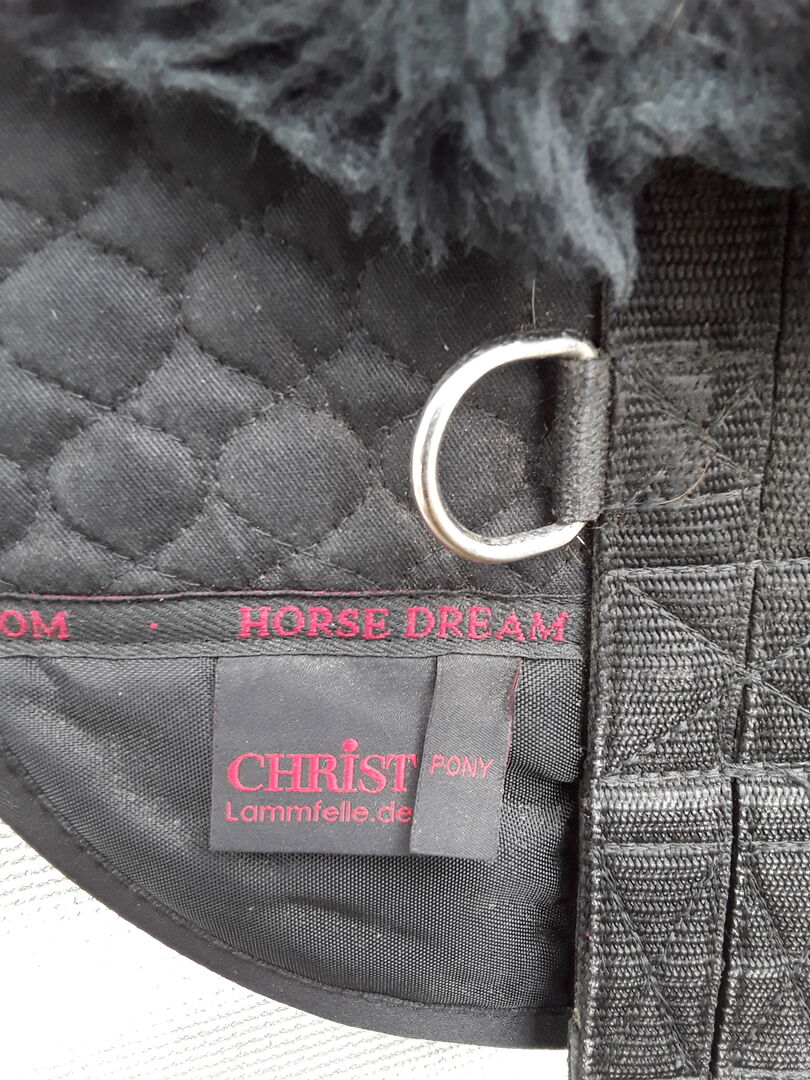 OM · HORSE DREAM
CHRiST
Lammfelle.de
PONY